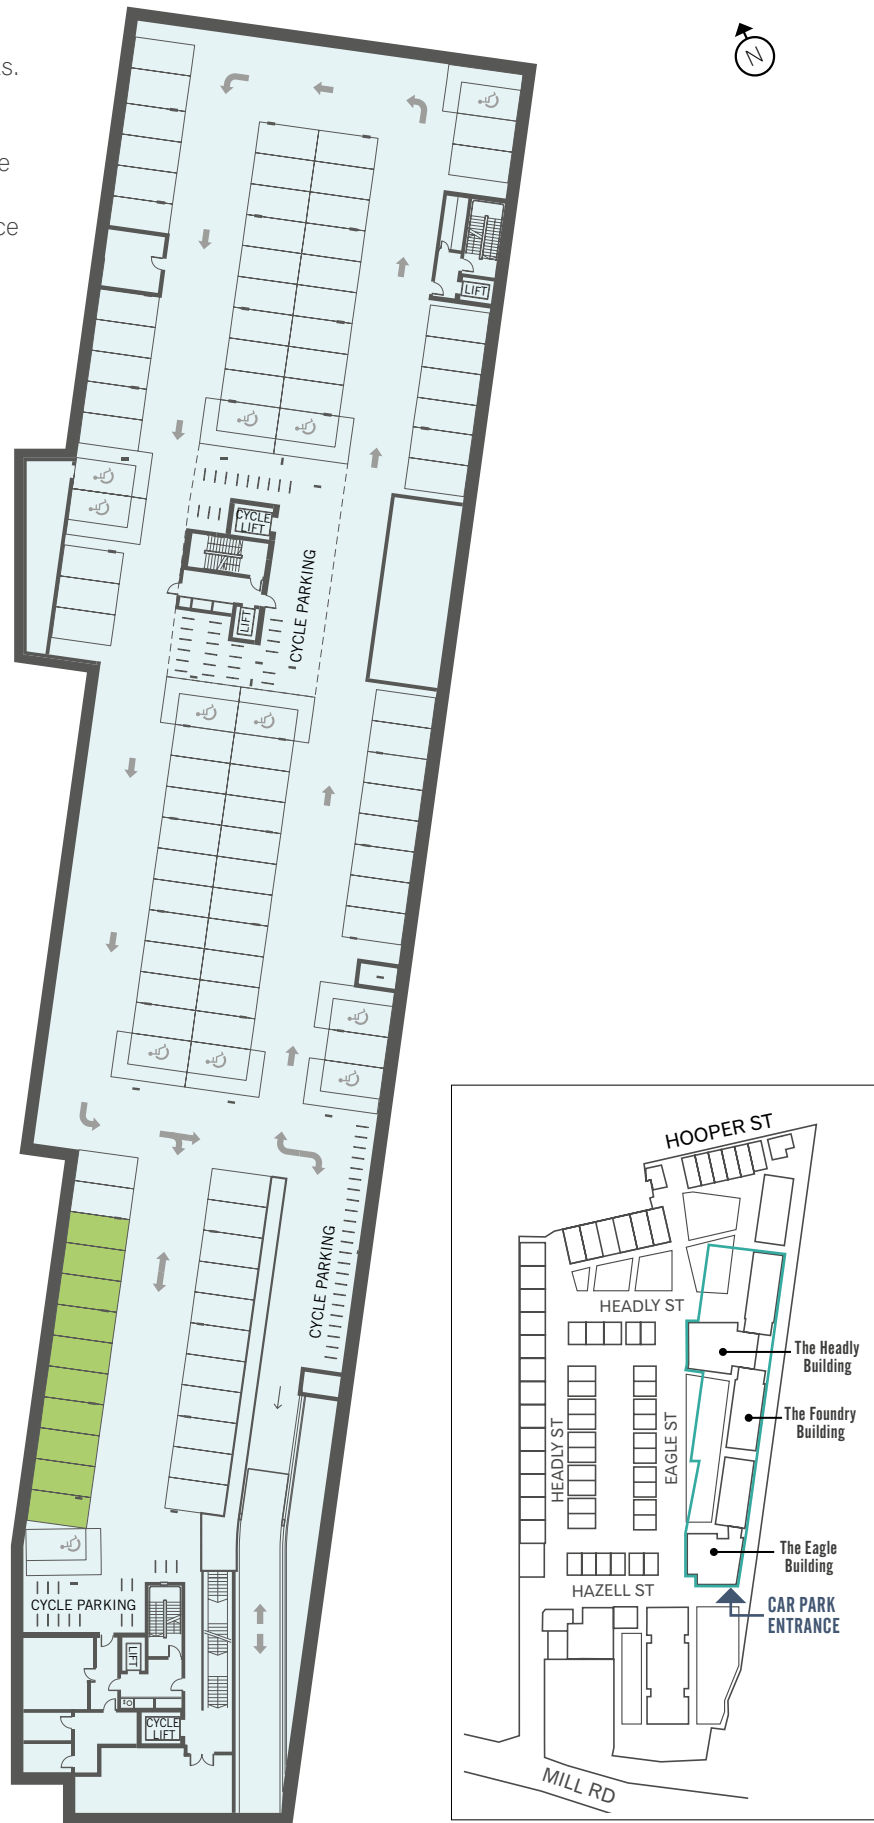 s.
e
ce
N
LIFT
CYCLE
LIFT
CYCLE PARKING
LIFT
CYCLE PARKING
CYCLE PARKING
LIFT
CYCLE
LIFT
HOOPER ST
HEADLY ST
The Headly
Building
HEADLY ST
EAGLE ST
The Foundry
Building
The Eagle
Building
HAZELL ST
CAR PARK
ENTRANCE
MILL RD